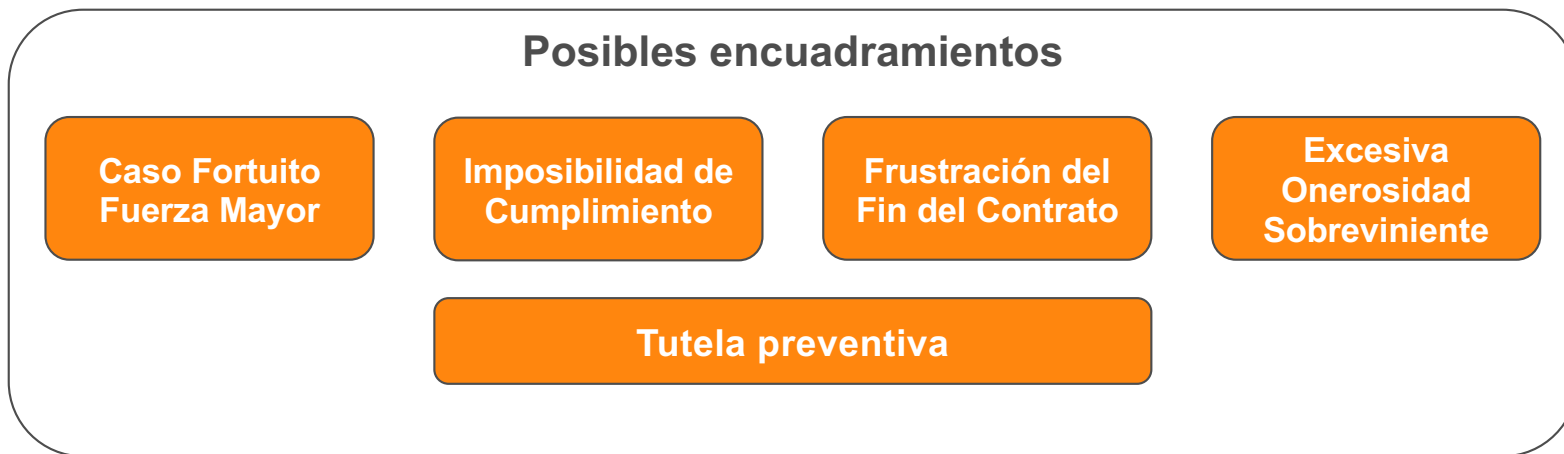 Posibles encuadramientos
Caso Fortuito
Fuerza Mayor
Imposibilidad de
Cumplimiento
Frustración del
Fin del Contrato
Excesiva
Onerosidad
Sobreviniente
Tutela preventiva